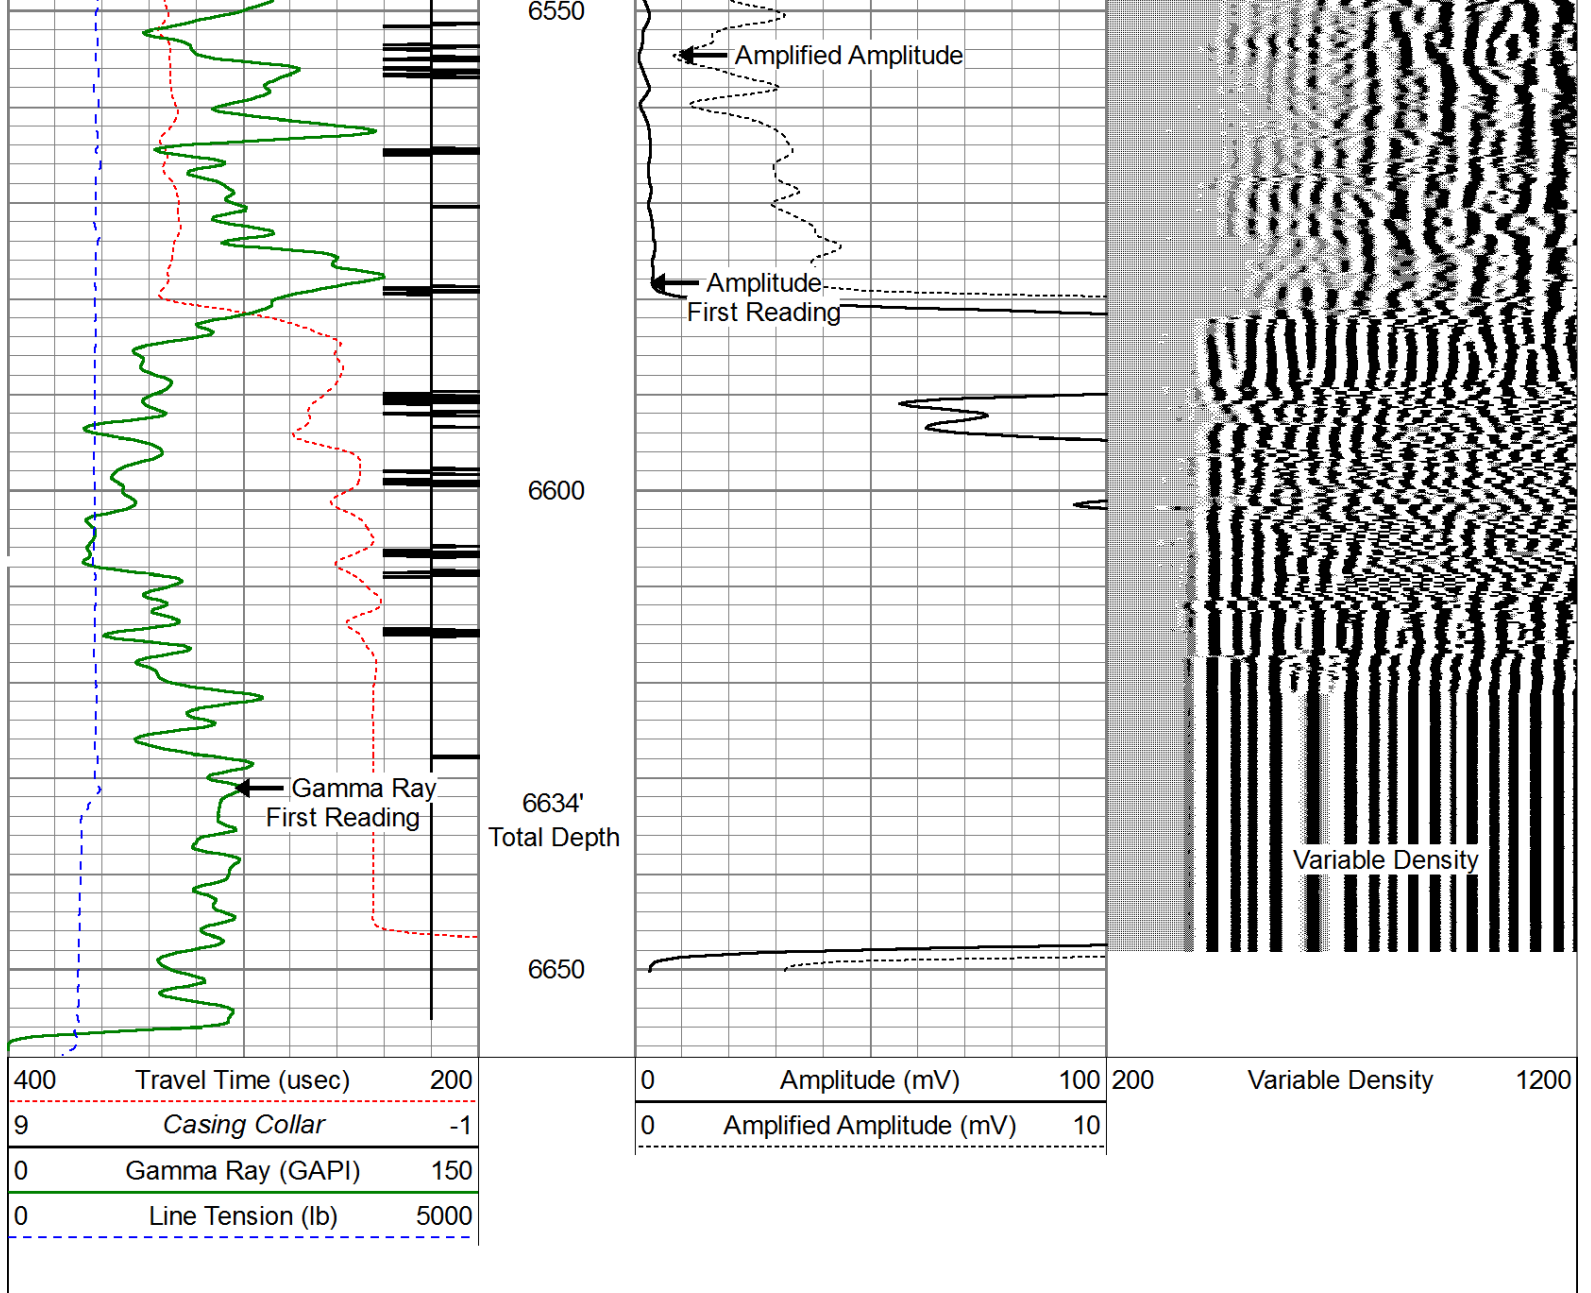 6550
Amplified Amplitude
Amplitude
First Reading
6600
Gamma Ray
First Reading
6634'
Total Depth
Variable Density
6650
400 Travel Time (usec) 200
9 Casing Collar -1
0 Gamma Ray (GAPI) 150
0 Line Tension (lb) 5000
0 Amplitude (mV) 100
0 Amplified Amplitude (mV) 10
200 Variable Density 1200